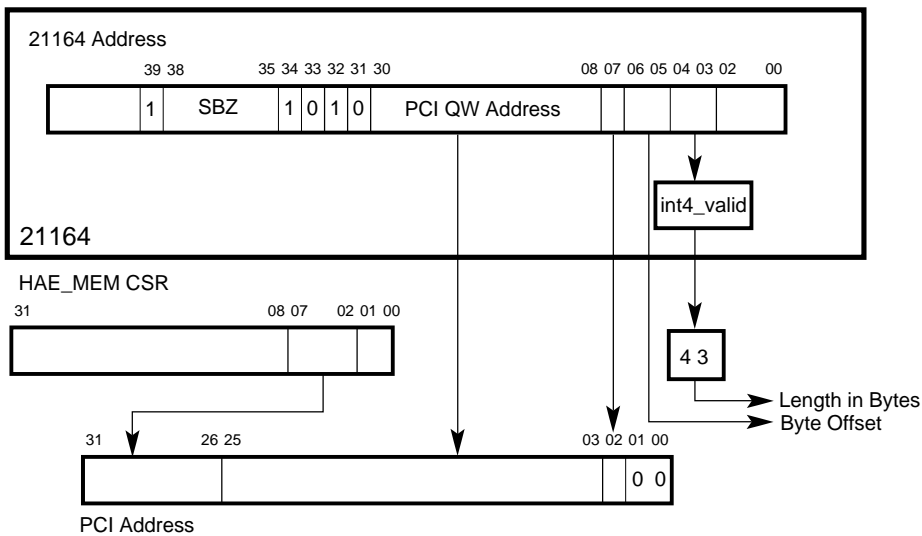 21164 Address
39 38 35 34 33 32 31 30 08 07 06 05 04 03 02 00
1 SBZ 1 0 1 0 PCI QW Address
int4_valid
21164
HAE_MEM CSR
31 08 07 02 01 00
4 3
Length in Bytes
Byte Offset
31 26 25 03 02 01 00
0 0
PCI Address